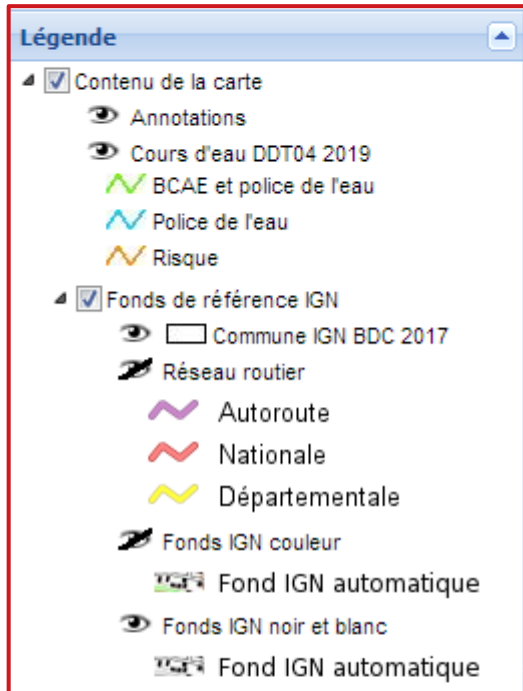 Légende
Contenu de la carte
Annotations
Cours d'eau DDT04 2019
BCAE et police de l'eau
Police de l'eau
Risque
Fonds de référence IGN
Commune IGN BDC 2017
Réseau routier
Autoroute
Nationale
Départementale
Fonds IGN couleur
Fond IGN automatique
Fonds IGN noir et blanc
Fond IGN automatique